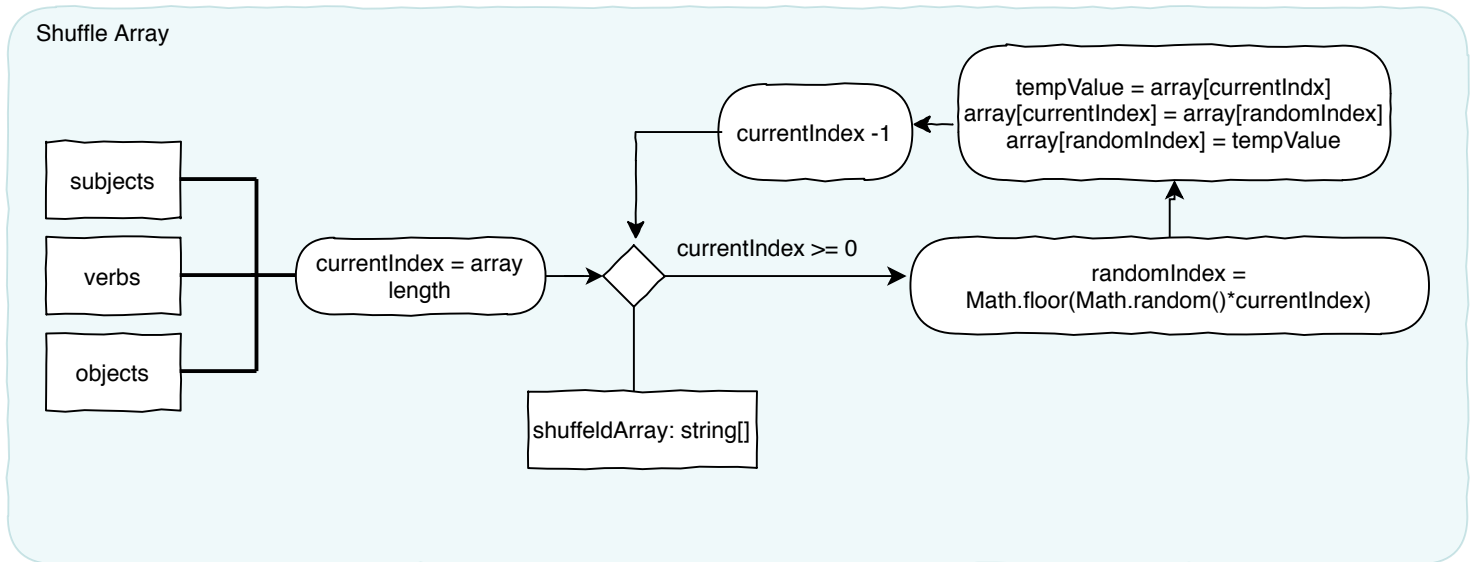 Shuffle Array
subjects
verbs
objects
currentIndex = array
length
currentIndex >= 0
randomIndex =
Math.floor(Math.random()*currentIndex)
tempValue = array[currentIndx]
array[currentIndex] = array[randomIndex]
array[randomIndex] = tempValue
currentIndex -1
shuffeldArray: string[]